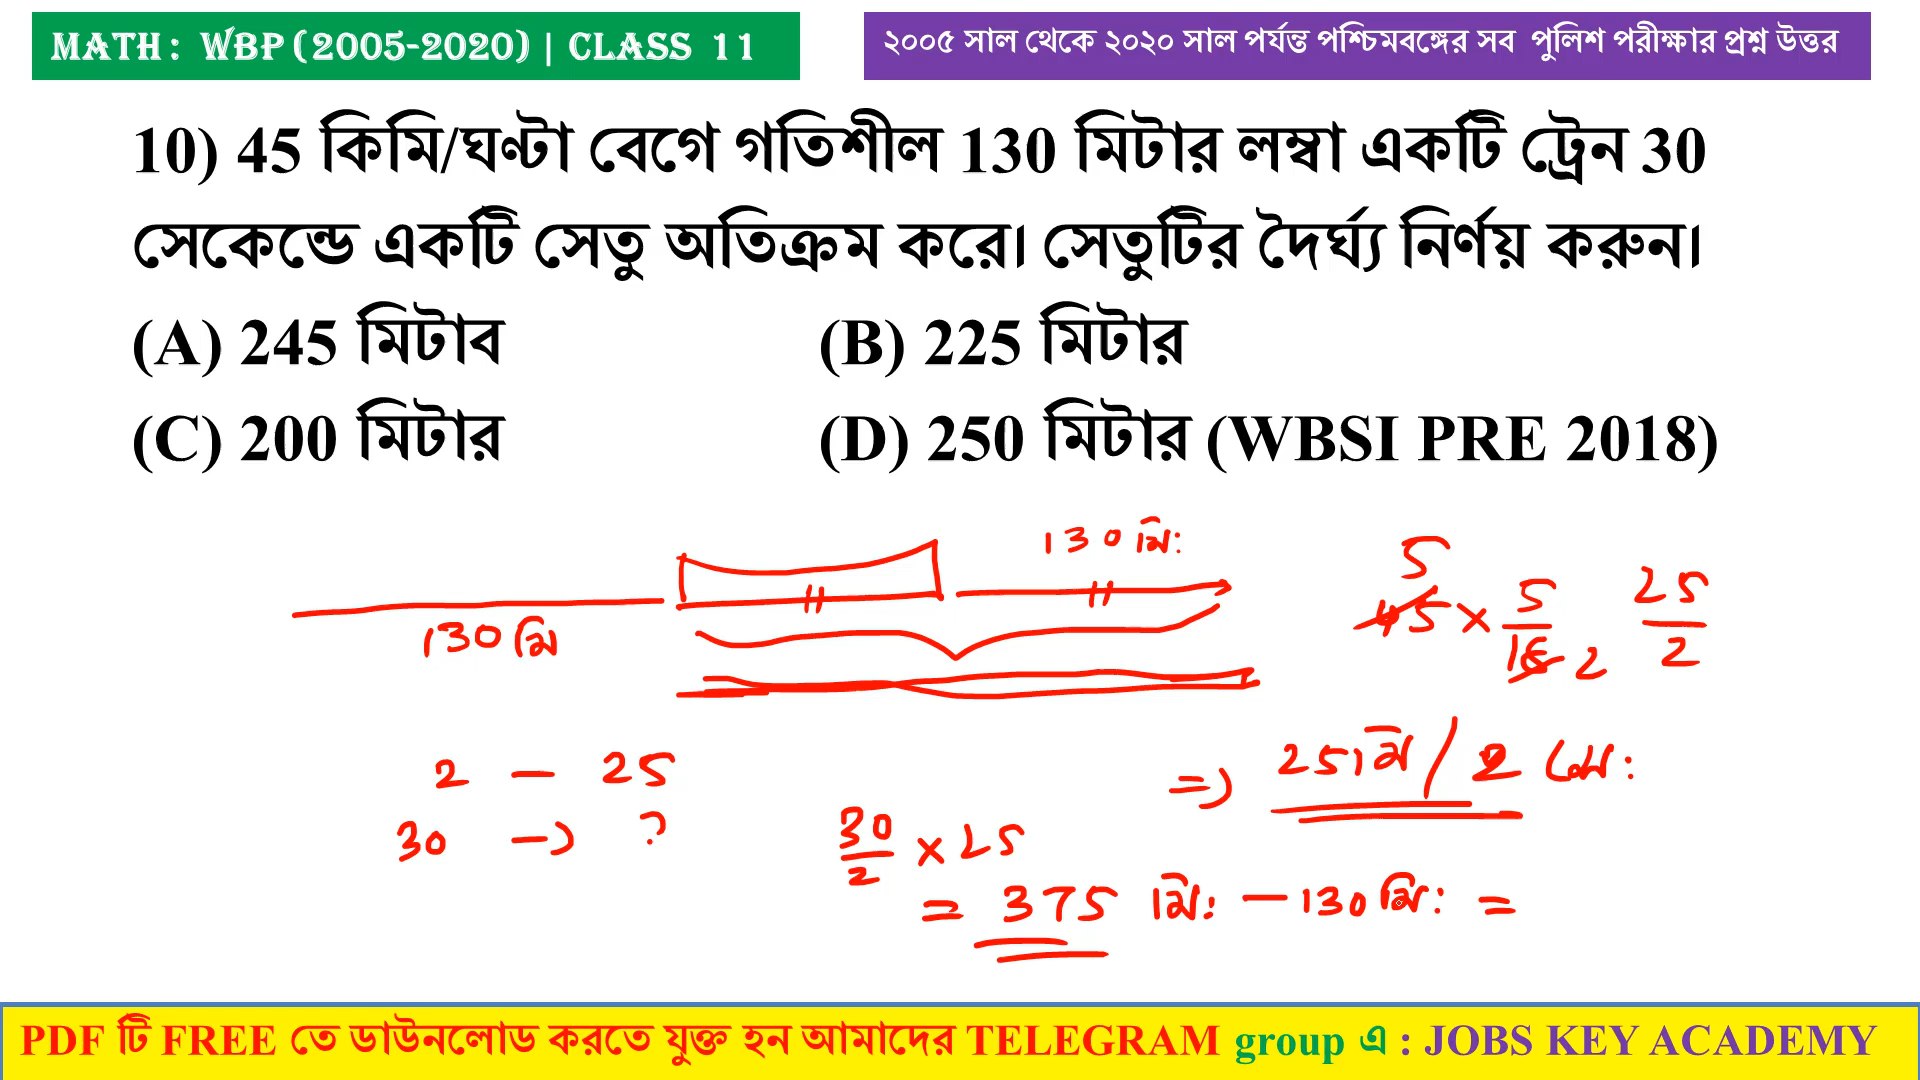 MATH : WBP (2005-2020) | CLASS 11
২০০৫ সাল থেকে ২০২০ সাল পর্যন্ত পশ্চিমবঙ্গের সব পুলিশ পরীক্ষার প্রশ্ন উত্তর
10) 45 কিমি/ঘণ্টা বেগে গতিশীল 130 মিটার লম্বা একটি ট্রেন 30
সেকেন্ডে একটি সেতু অতিক্রম করে। সেতুটির দৈর্ঘ্য নির্ণয় করুন।
(A) 245 মিটাব (B) 225 মিটার
(C) 200 মিটার (D) 250 মিটার (WBSI PRE 2018)
130 মি:
130 মি
5
45 × 5/18 2 25/2
2 — 25
=> 25 মি / 2 সে:
30 -> ?
30/2 × 25
= 375 মি: — 130 মি: =
PDF টি FREE তে ডাউনলোড করতে যুক্ত হন আমাদের TELEGRAM group এ : JOBS KEY ACADEMY